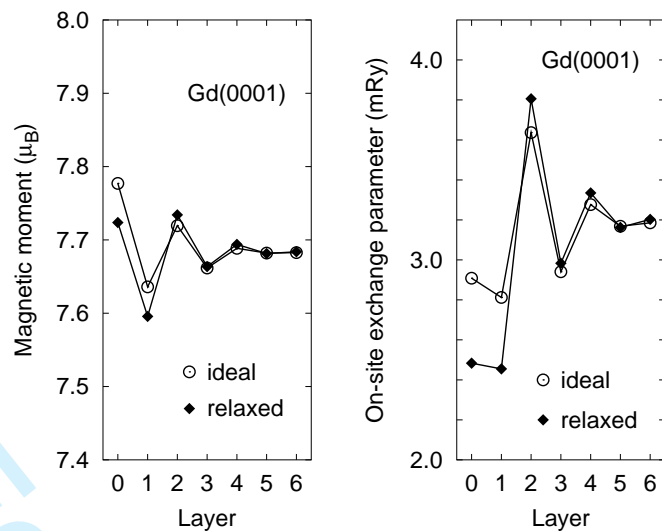 8.0
7.9
7.8
7.7
7.6
7.5
7.4
Magnetic moment (μB)
Gd(0001)
ideal
relaxed
0 1 2 3 4 5 6
Layer
4.0
3.0
2.0
On-site exchange parameter (mRy)
Gd(0001)
ideal
relaxed
0 1 2 3 4 5 6
Layer